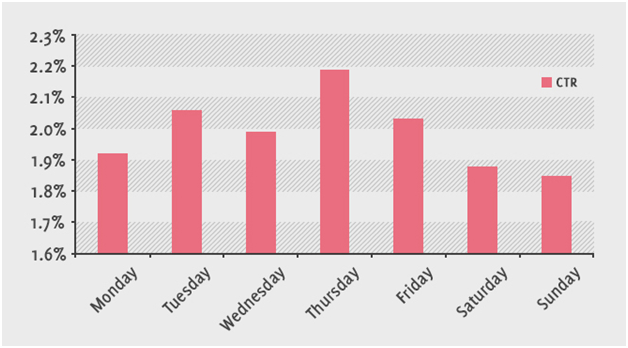 2.3%
2.2%
2.1%
2.0%
1.9%
1.8%
1.7%
1.6%
CTR
Monday
Tuesday
Wednesday
Thursday
Friday
Saturday
Sunday